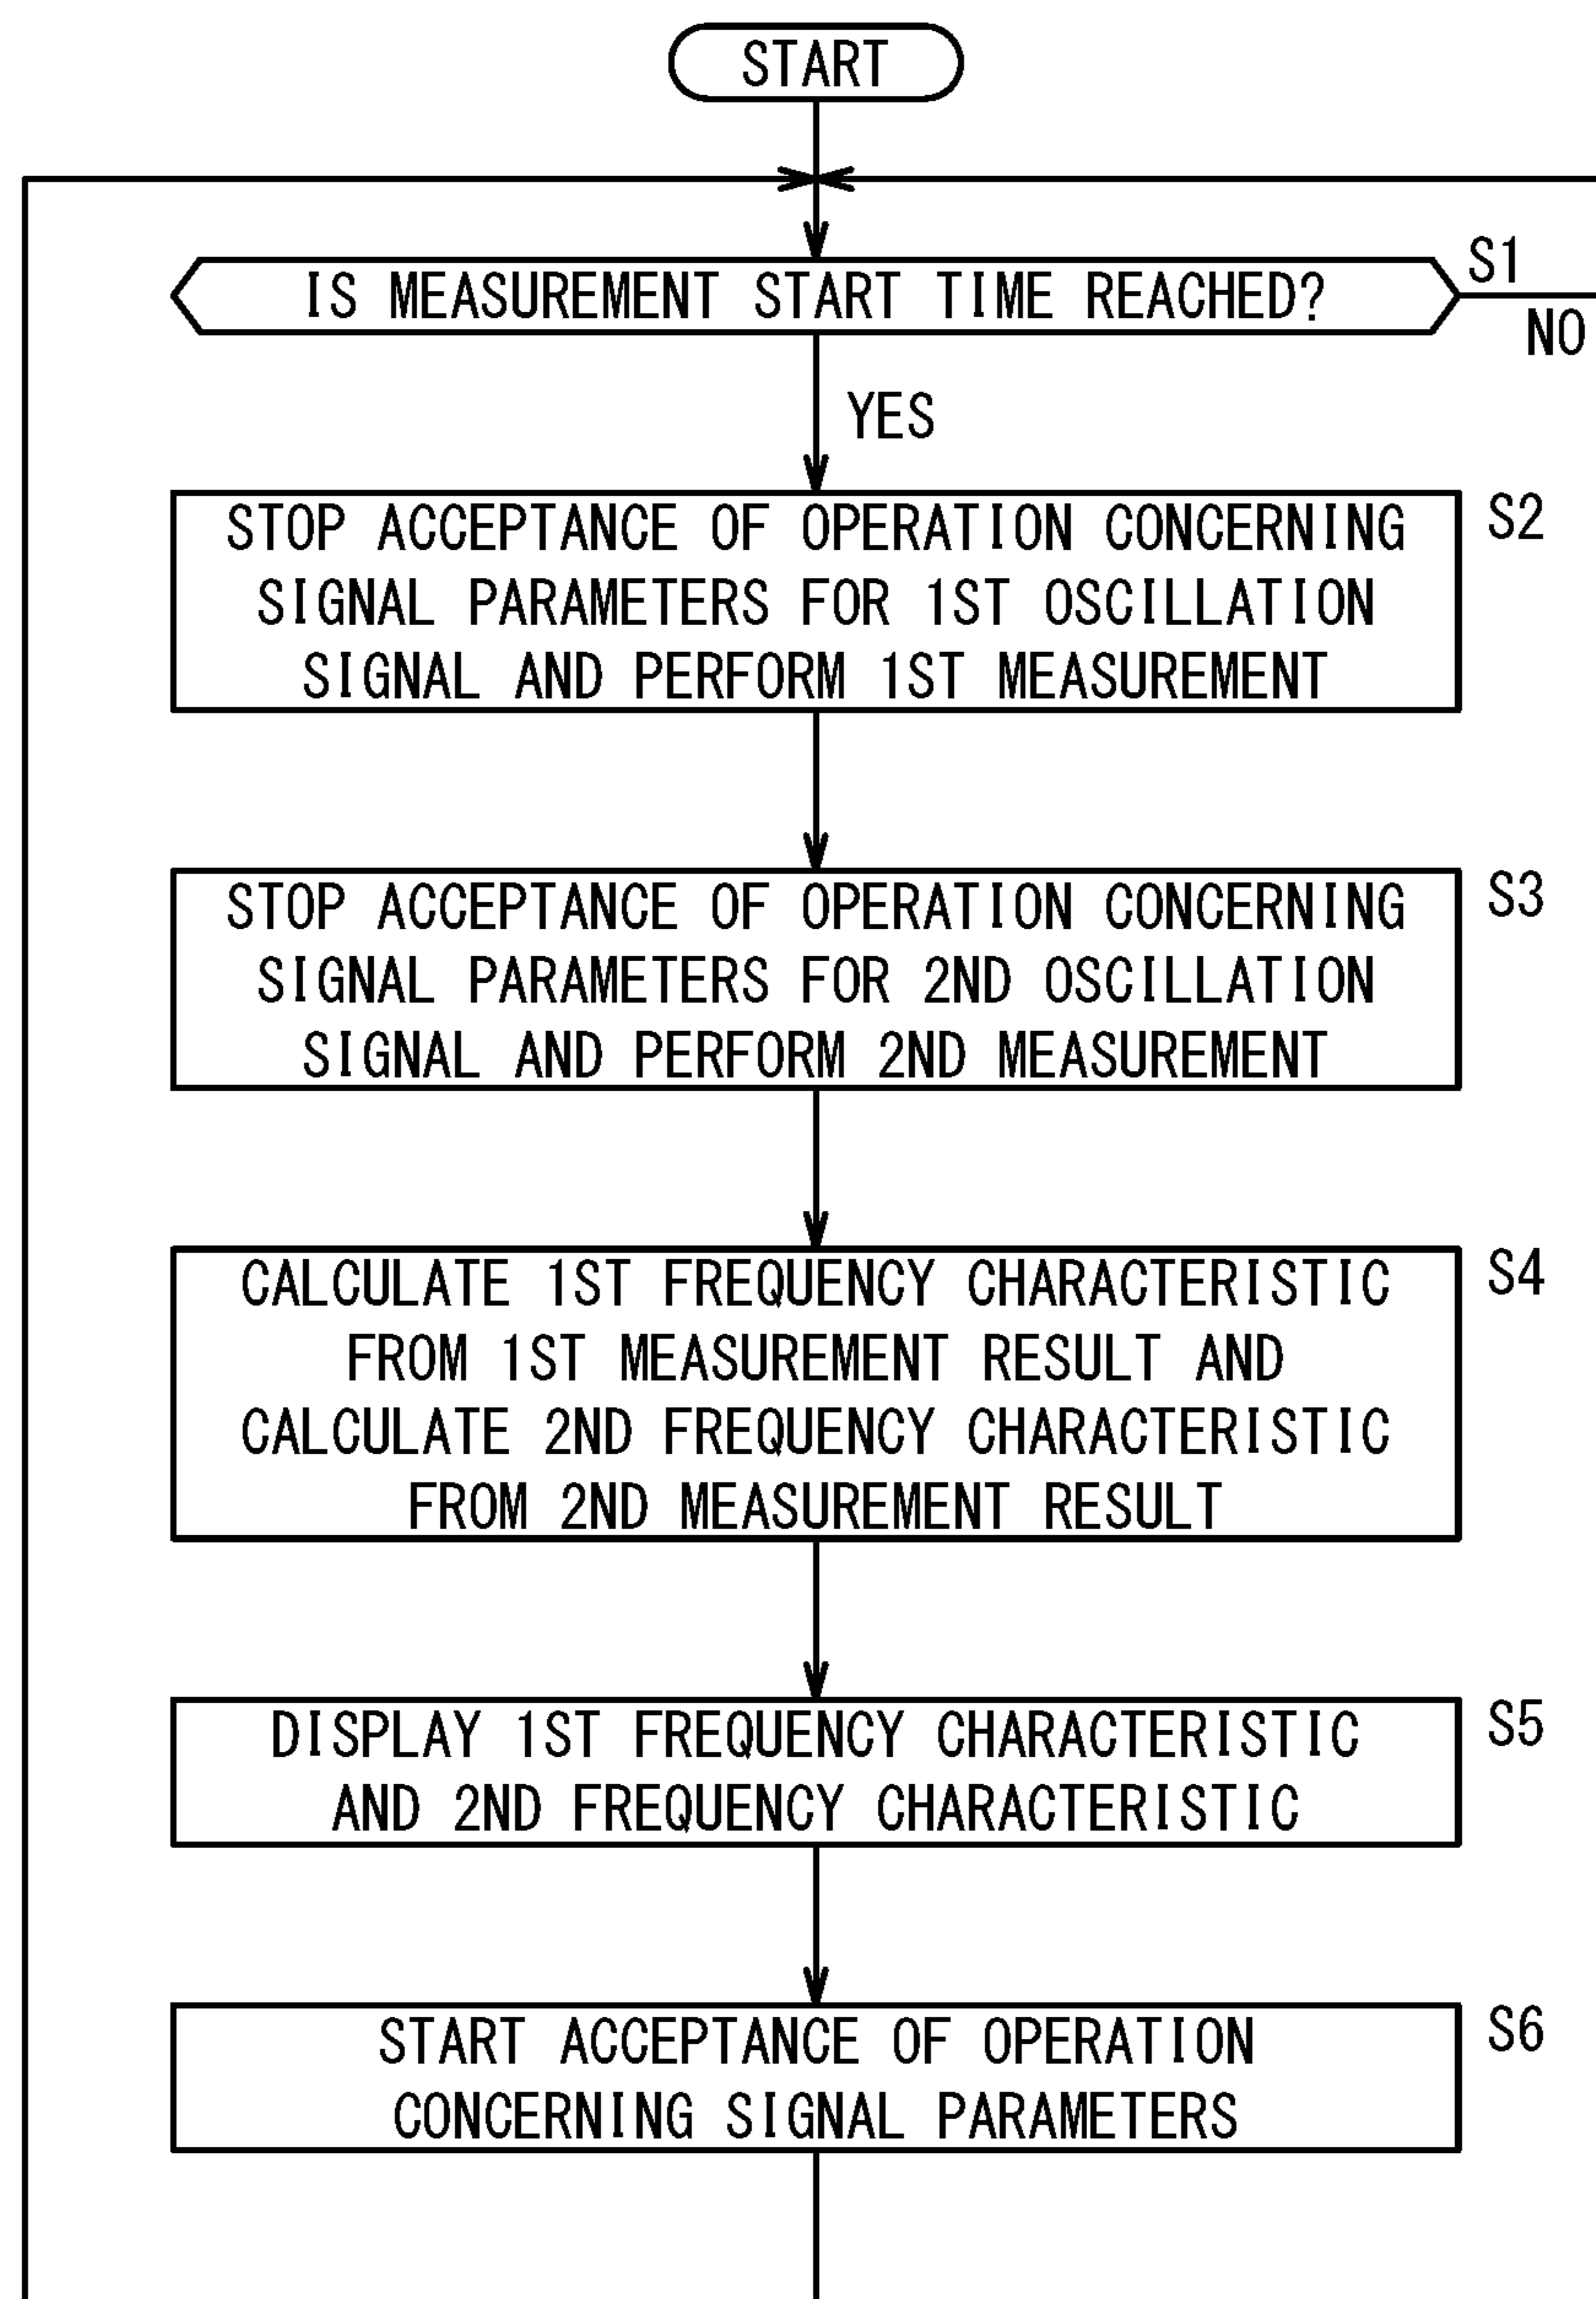 START
IS MEASUREMENT START TIME REACHED?
S1
NO
YES
STOP ACCEPTANCE OF OPERATION CONCERNING
SIGNAL PARAMETERS FOR 1ST OSCILLATION
SIGNAL AND PERFORM 1ST MEASUREMENT
S2
STOP ACCEPTANCE OF OPERATION CONCERNING
SIGNAL PARAMETERS FOR 2ND OSCILLATION
SIGNAL AND PERFORM 2ND MEASUREMENT
S3
CALCULATE 1ST FREQUENCY CHARACTERISTIC
FROM 1ST MEASUREMENT RESULT AND
CALCULATE 2ND FREQUENCY CHARACTERISTIC
FROM 2ND MEASUREMENT RESULT
S4
DISPLAY 1ST FREQUENCY CHARACTERISTIC
AND 2ND FREQUENCY CHARACTERISTIC
S5
START ACCEPTANCE OF OPERATION
CONCERNING SIGNAL PARAMETERS
S6